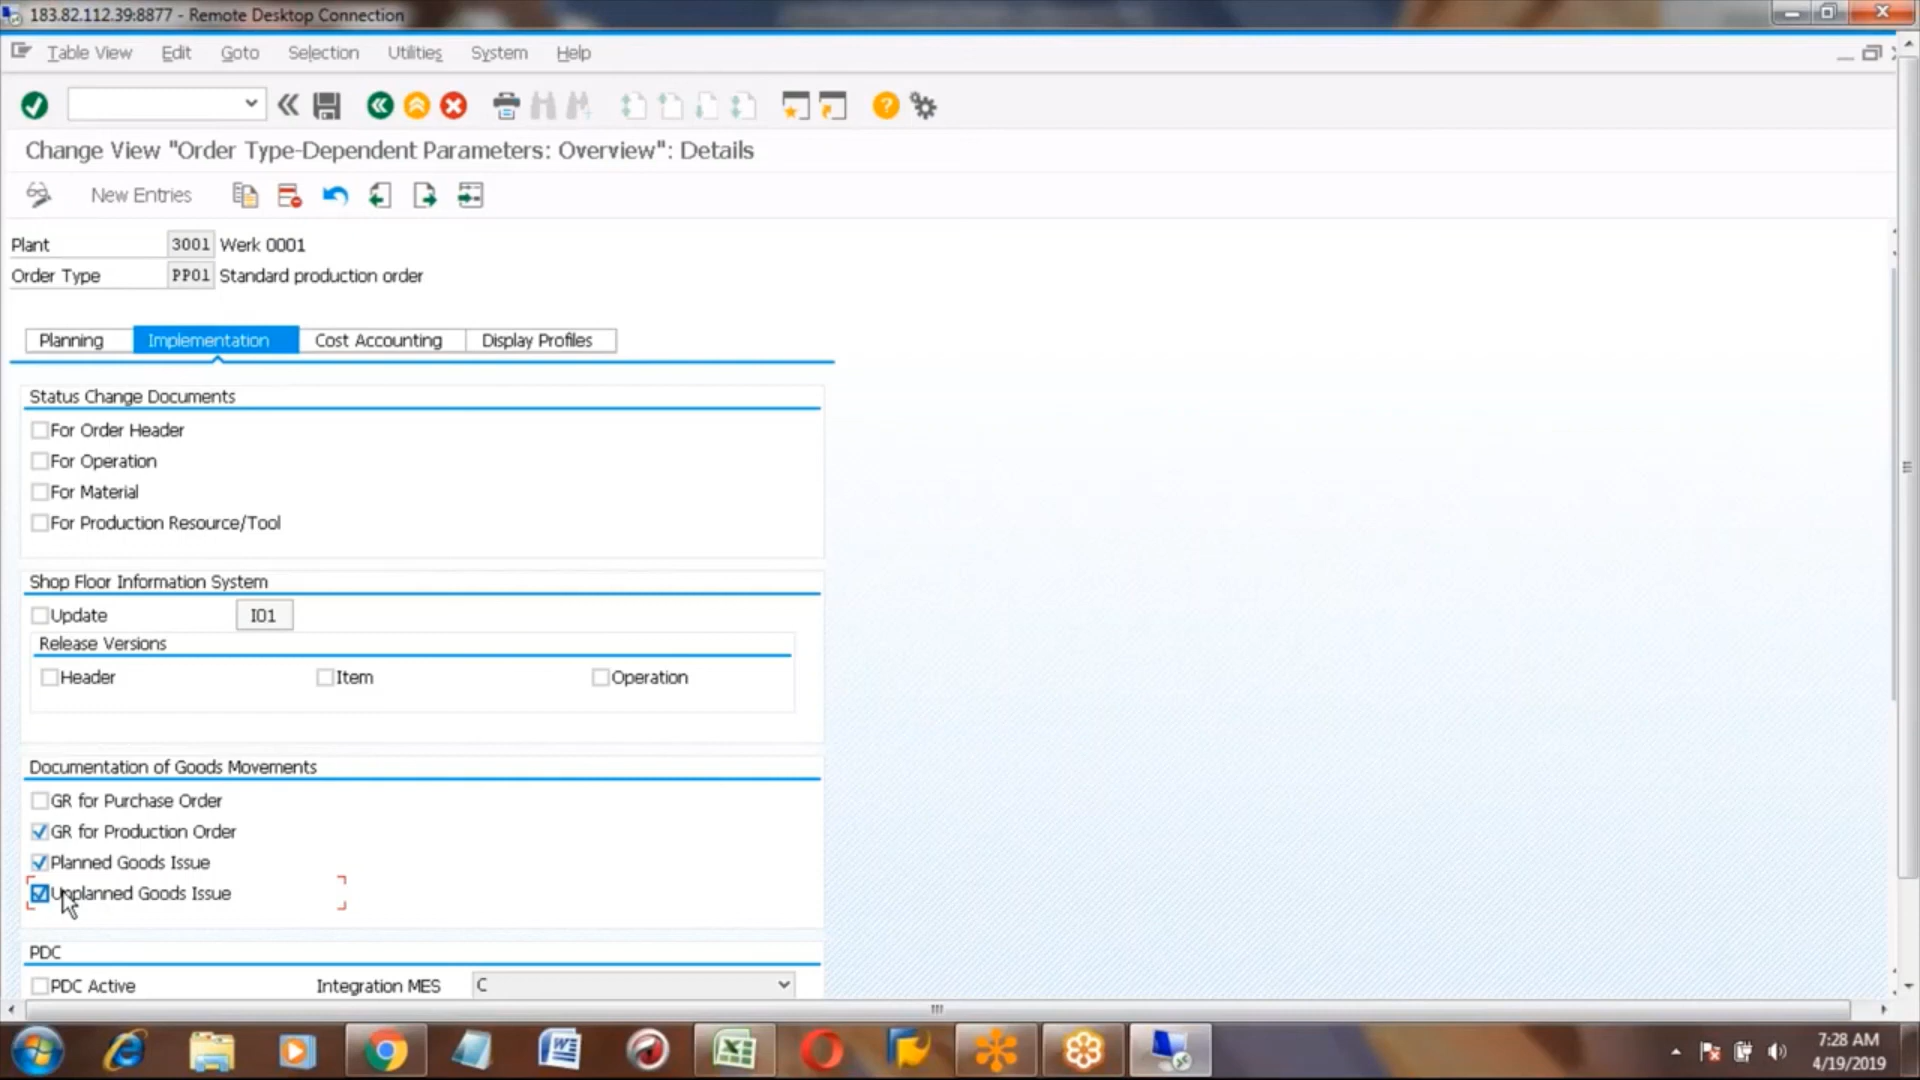 183.82.112.39:8877 - Remote Desktop Connection
Table View Edit Goto Selection Utilities System Help
Change View "Order Type-Dependent Parameters: Overview": Details
New Entries
Plant 3001 Werk 0001
Order Type PP01 Standard production order
Planning Implementation Cost Accounting Display Profiles
Status Change Documents
For Order Header
For Operation
For Material
For Production Resource/Tool
Shop Floor Information System
Update I01
Release Versions
Header Item Operation
Documentation of Goods Movements
GR for Purchase Order
GR for Production Order
Planned Goods Issue
Unplanned Goods Issue
PDC
PDC Active Integration MES C
7:28 AM
4/19/2019